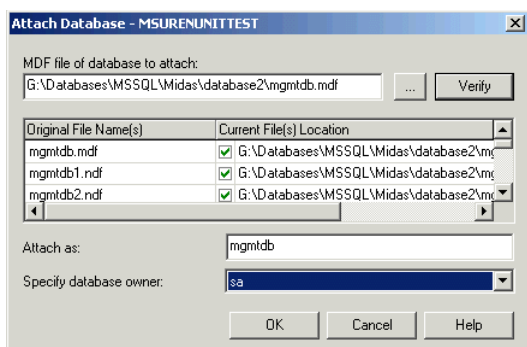 Attach Database - MSURENUNITTEST
MDF file of database to attach:
G:\Databases\MSSQL\Midas\database2\mgmtdb.mdf ... Verify
Original File Name(s) Current File(s) Location
mgmtdb.mdf G:\Databases\MSSQL\Midas\database2\mg
mgmtdb1.ndf G:\Databases\MSSQL\Midas\database2\mg
mgmtdb2.ndf G:\Databases\MSSQL\Midas\database2\mg
Attach as: mgmtdb
Specify database owner: sa
OK Cancel Help